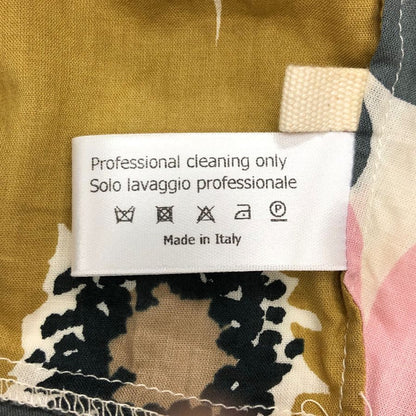 Professional cleaning only
Solo lavaggio professionale
P
Made in Italy